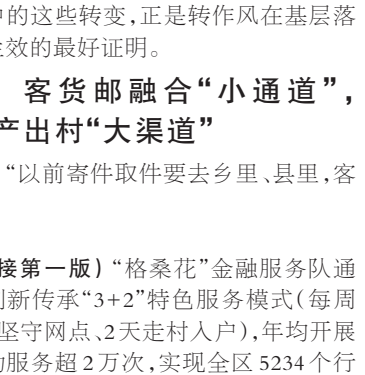 中的这些转变,正是转作风在基层落
生效的最好证明。
客货邮融合“小通道”,
产出村“大渠道”
“以前寄件取件要去乡里、县里,客
接第一版)“格桑花”金融服务队通
创新传承“3+2”特色服务模式(每周
坚守网点、2天走村入户),年均开展
动服务超2万次,实现全区5234个行